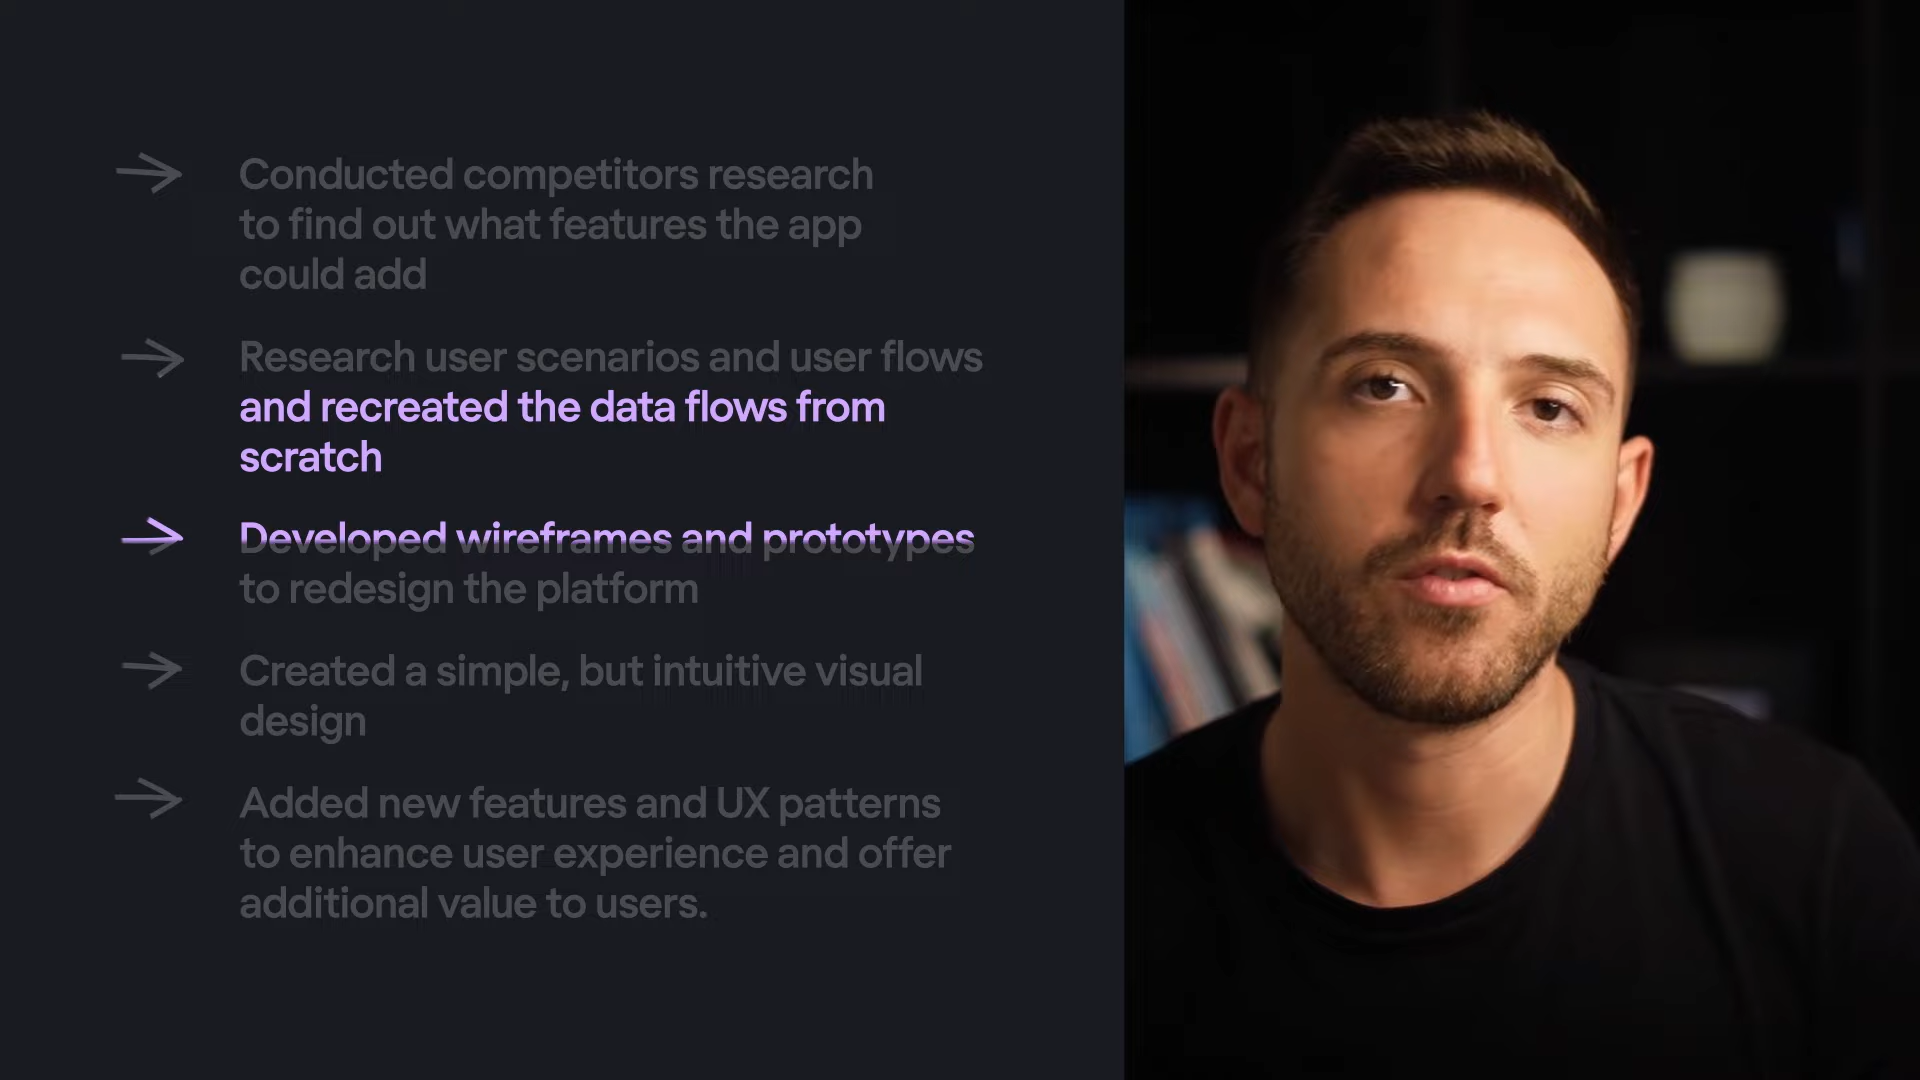 Conducted competitors research
to find out what features the app
could add
Research user scenarios and user flows
and recreated the data flows from
scratch
Developed wireframes and prototypes
to redesign the platform
Created a simple, but intuitive visual
design
Added new features and UX patterns
to enhance user experience and offer
additional value to users.